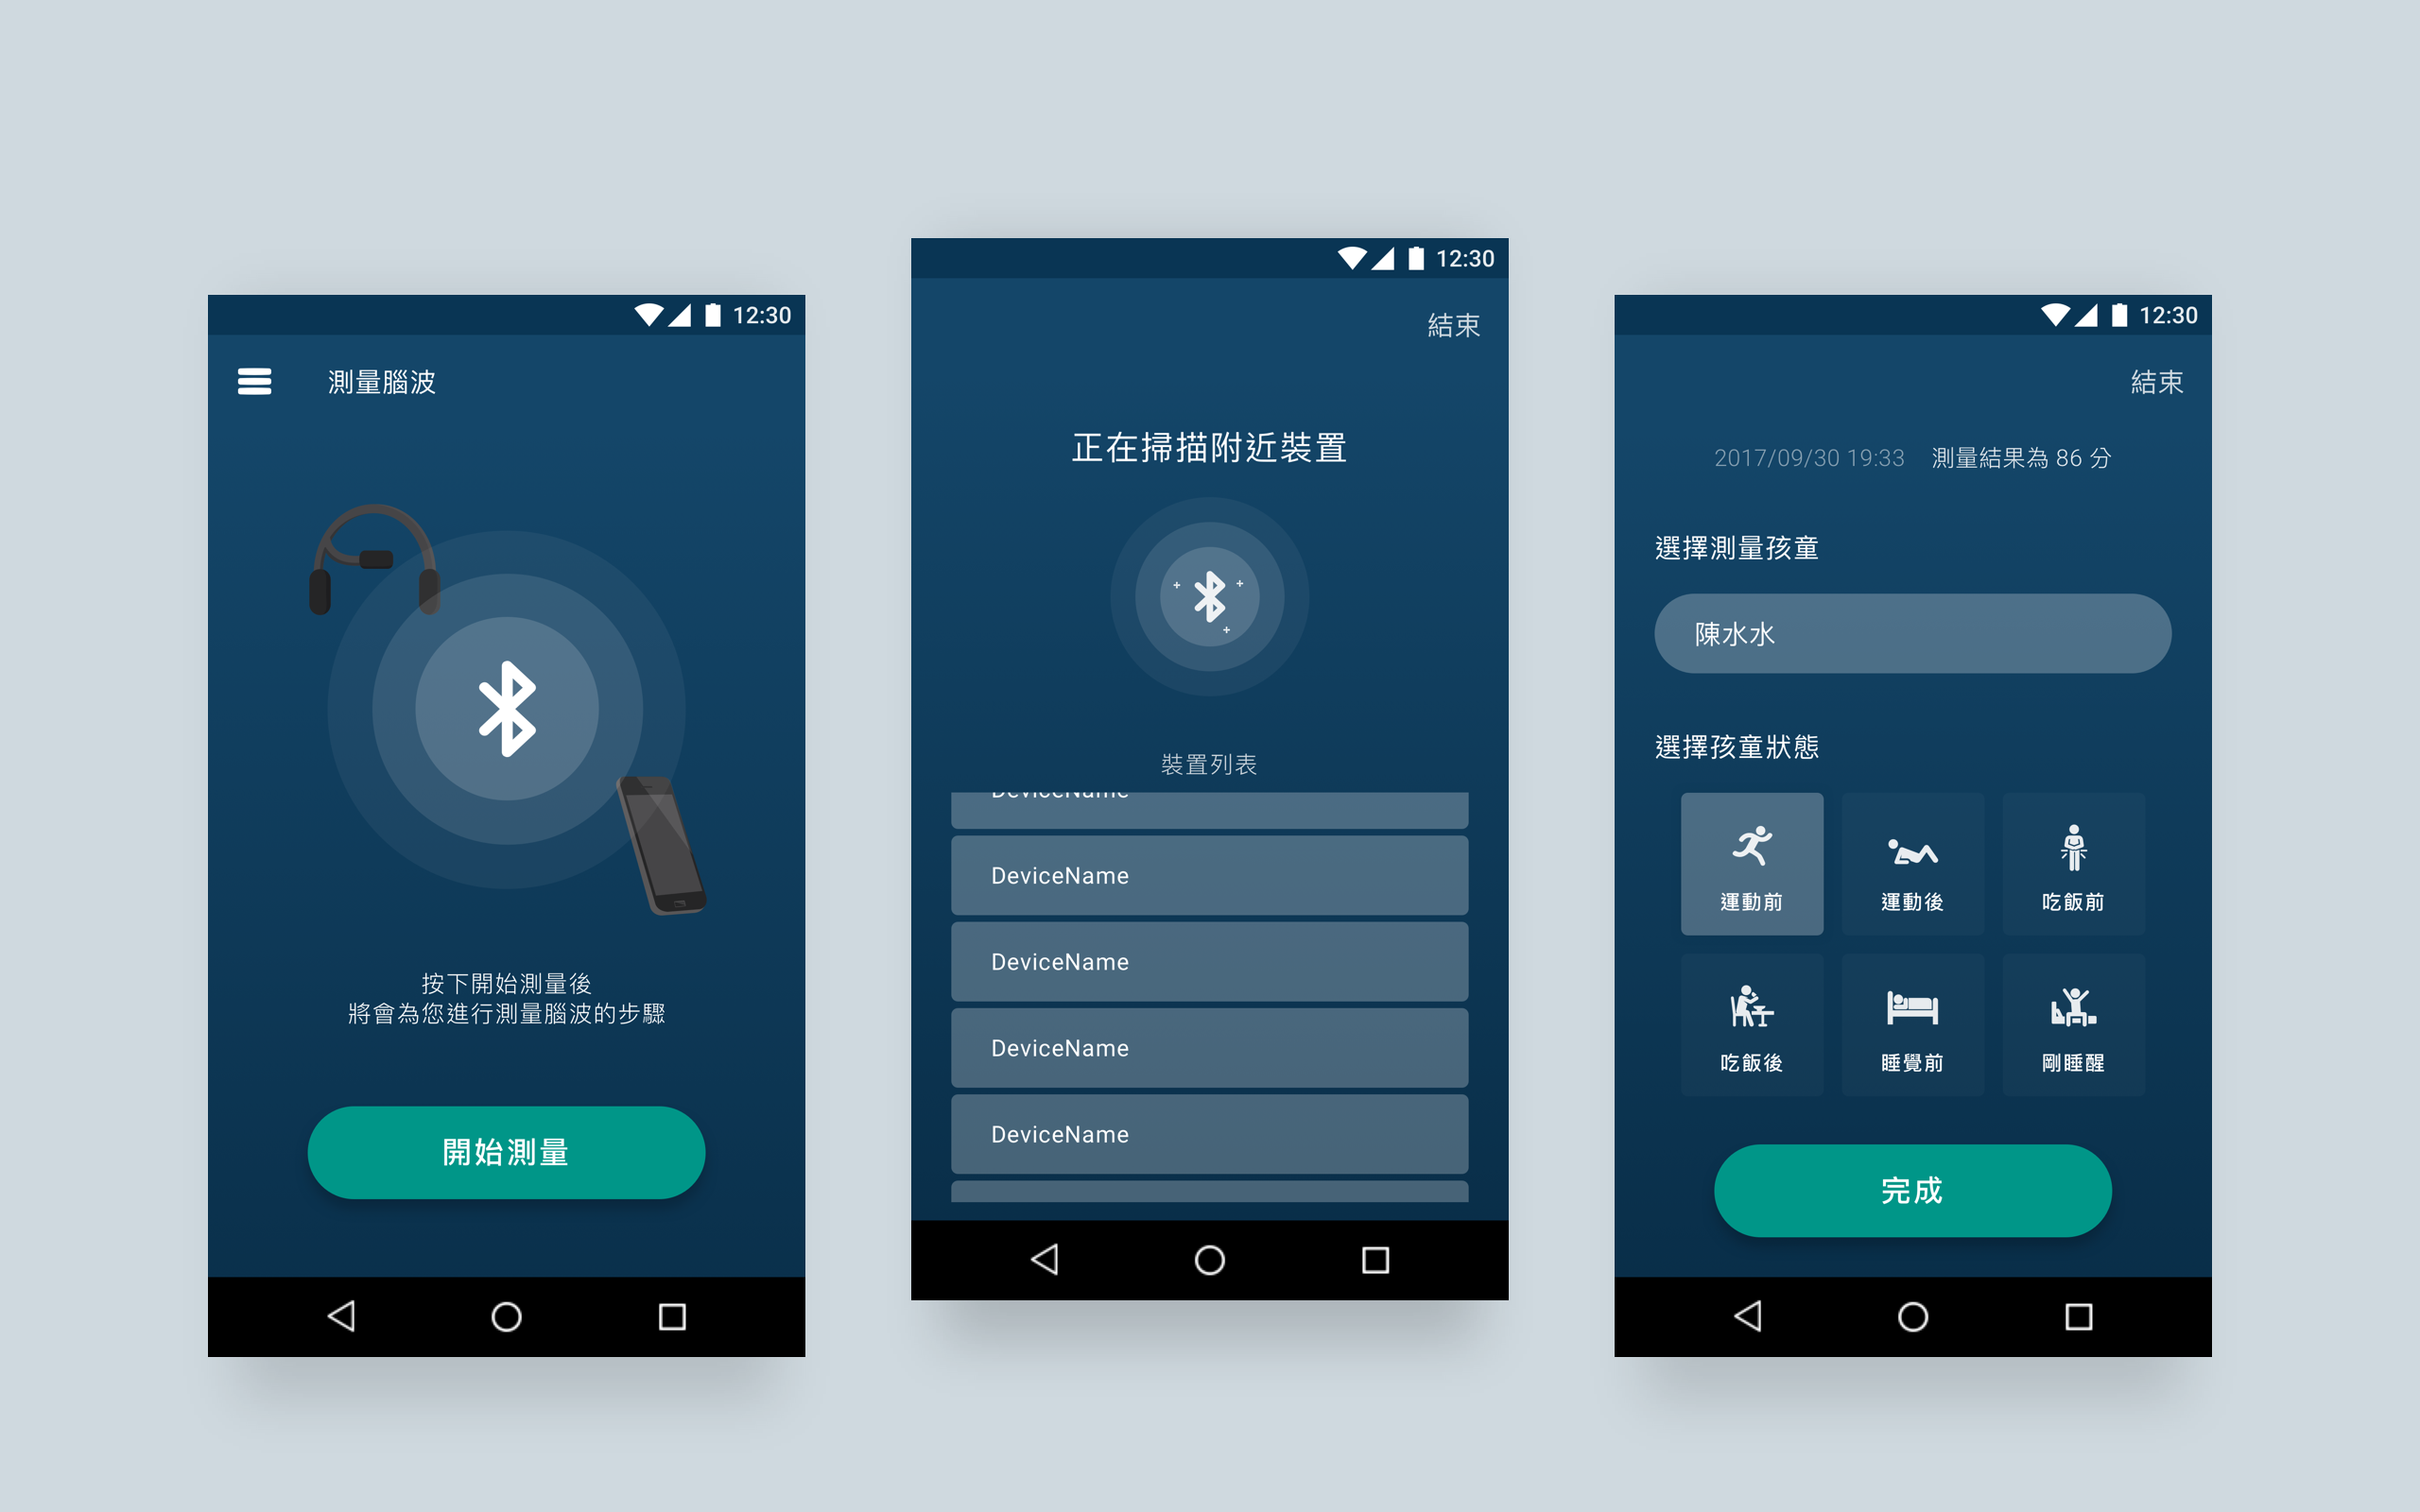 12:30
測量腦波
按下開始測量後
將會為您進行測量腦波的步驟
開始測量
12:30
結束
正在掃描附近裝置
裝置列表
DeviceName
DeviceName
DeviceName
DeviceName
DeviceName
12:30
結束
2017/09/30 19:33 測量結果為 86 分
選擇測量孩童
陳水水
選擇孩童狀態
運動前 運動後 吃飯前
吃飯後 睡覺前 剛睡醒
完成